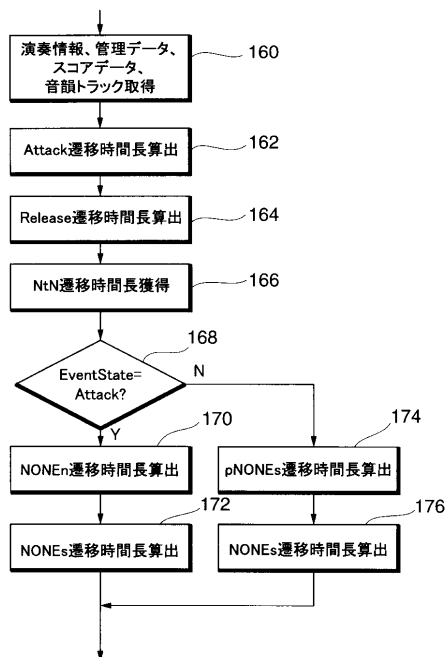 演奏情報、管理データ、
スコアデータ、
音韻トラック取得
160
Attack遷移時間長算出
162
Release遷移時間長算出
164
NtN遷移時間長獲得
166
168
EventState=
Attack?
N
Y
170
NONEn遷移時間長算出
174
pNONEs遷移時間長算出
172
NONEs遷移時間長算出
176
NONEs遷移時間長算出